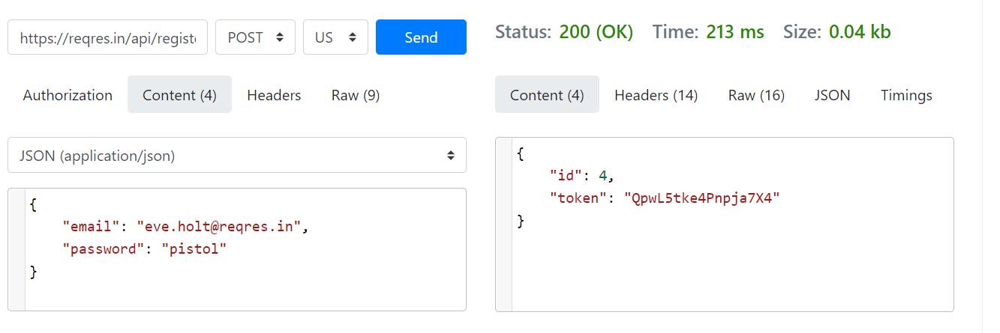 https://reqres.in/api/regist
POST
US
Send
Status: 200 (OK) Time: 213 ms Size: 0.04 kb
Authorization Content (4) Headers Raw (9)
Content (4) Headers (14) Raw (16) JSON Timings
JSON (application/json)
{
"email": "eve.holt@reqres.in",
"password": "pistol"
}
{
"id": 4,
"token": "QpwL5tke4Pnpja7X4"
}